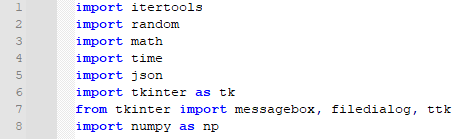 1 import itertools
2 import random
3 import math
4 import time
5 import json
6 import tkinter as tk
7 from tkinter import messagebox, filedialog, ttk
8 import numpy as np